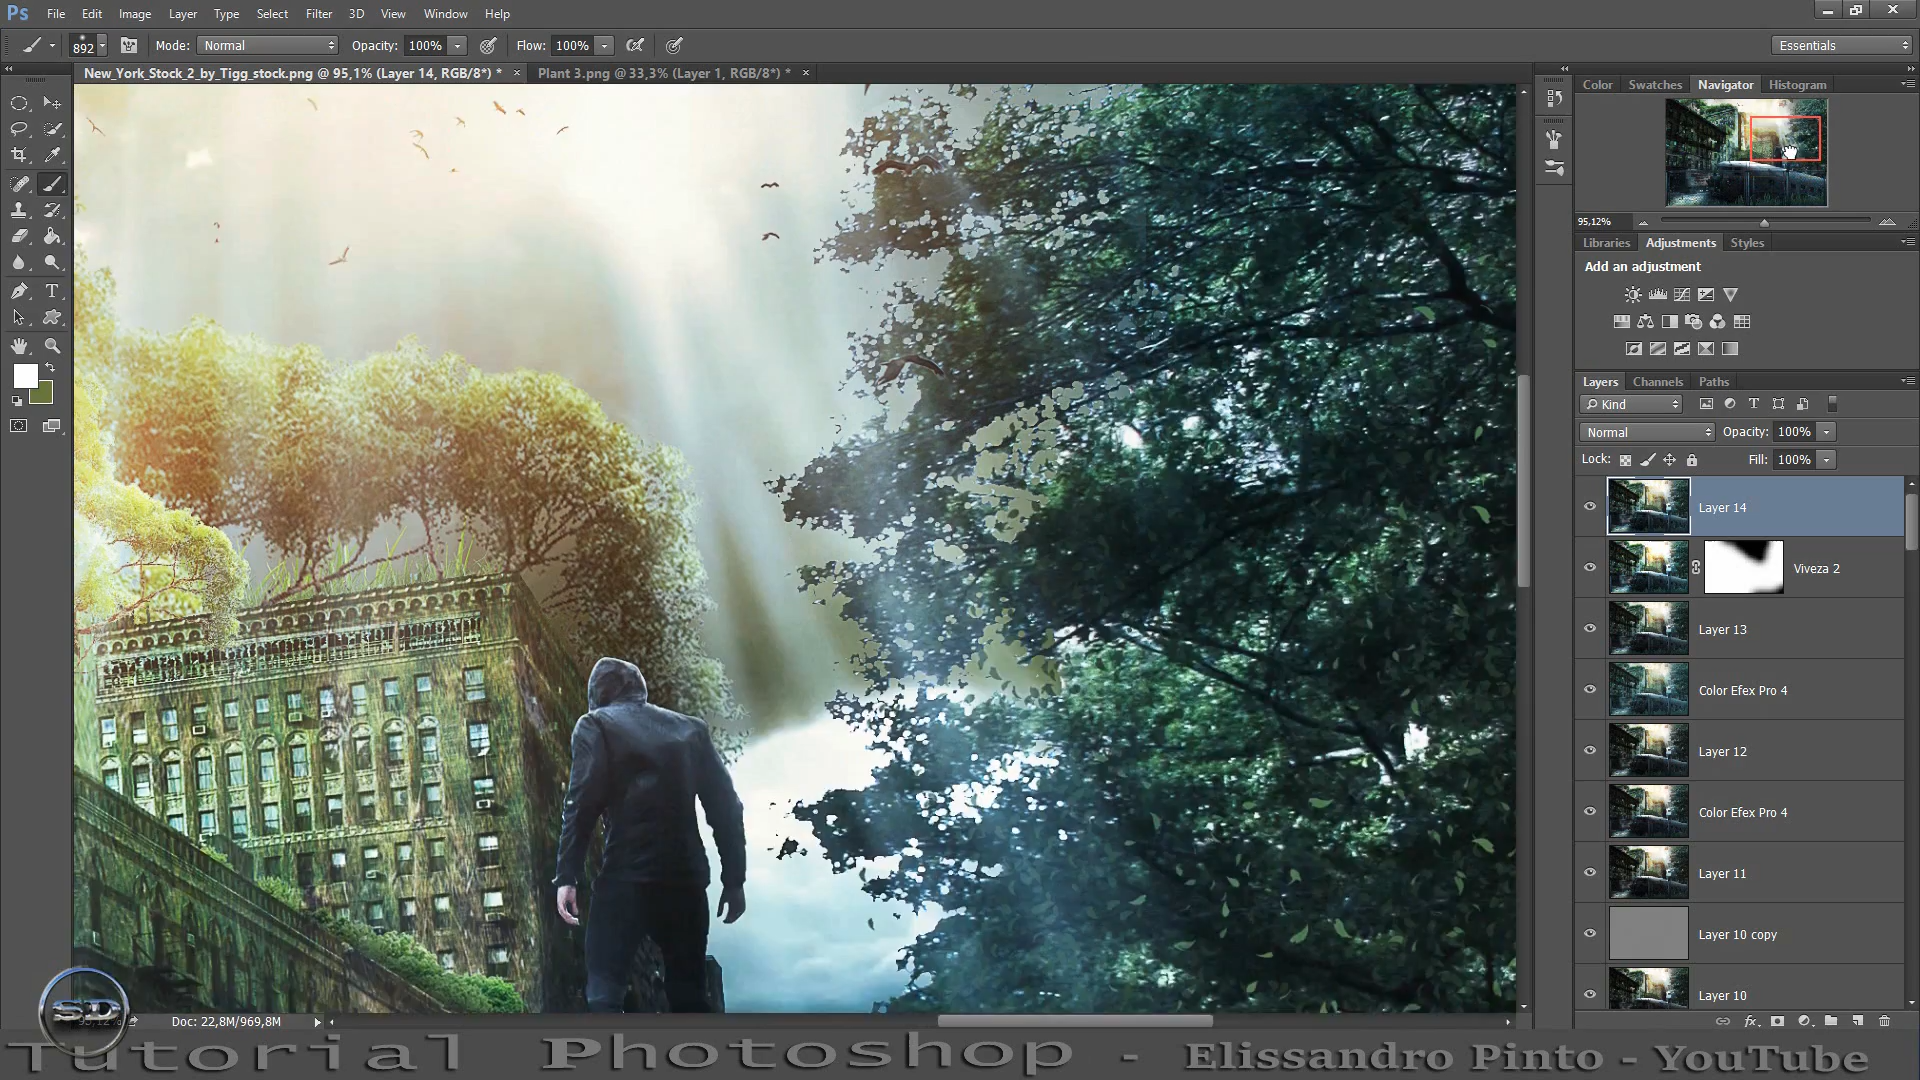 Ps File Edit Image Layer Type Select Filter 3D View Window Help
892 Mode: Normal Opacity: 100% Flow: 100% Essentials
New_York_Stock_2_by_Tigg_stock.png @ 95,1% (Layer 14, RGB/8*) * Plant 3.png @ 33,3% (Layer 1, RGB/8*) *
Color Swatches Navigator Histogram
95,12%
Libraries Adjustments Styles
Add an adjustment
Layers Channels Paths
Kind
Normal Opacity: 100%
Lock: Fill: 100%
Layer 14
Viveza 2
Layer 13
Color Efex Pro 4
Layer 12
Color Efex Pro 4
Layer 11
Layer 10 copy
Layer 10
SD
95,12% Doc: 22,8M/969,8M
Tutorial Photoshop - Elissandro Pinto - YouTube